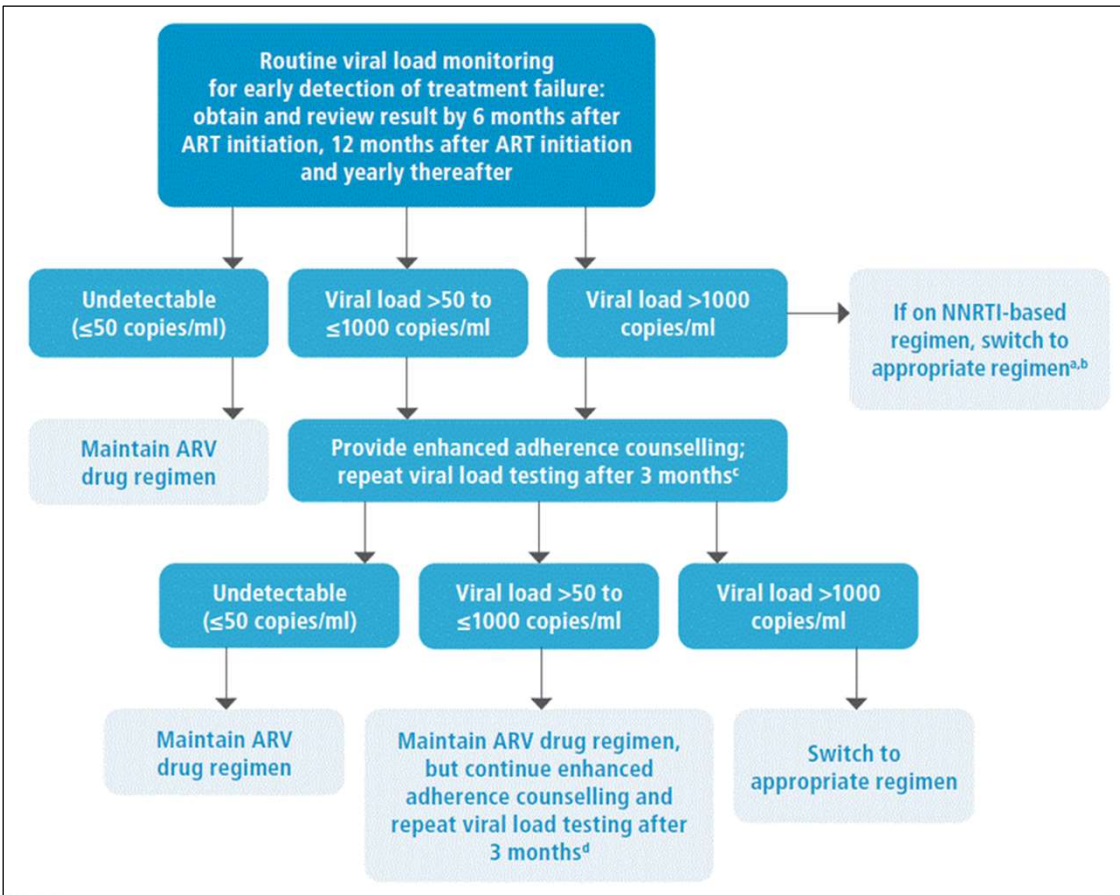 Routine viral load monitoring
for early detection of treatment failure:
obtain and review result by 6 months after
ART initiation, 12 months after ART initiation
and yearly thereafter
Undetectable
(≤50 copies/ml)
Viral load >50 to
≤1000 copies/ml
Viral load >1000
copies/ml
If on NNRTI-based
regimen, switch to
appropriate regimenᵃ,ᵇ
Maintain ARV
drug regimen
Provide enhanced adherence counselling;
repeat viral load testing after 3 monthsᶜ
Undetectable
(≤50 copies/ml)
Viral load >50 to
≤1000 copies/ml
Viral load >1000
copies/ml
Maintain ARV
drug regimen
Maintain ARV drug regimen,
but continue enhanced
adherence counselling and
repeat viral load testing after
3 monthsᵈ
Switch to
appropriate regimen